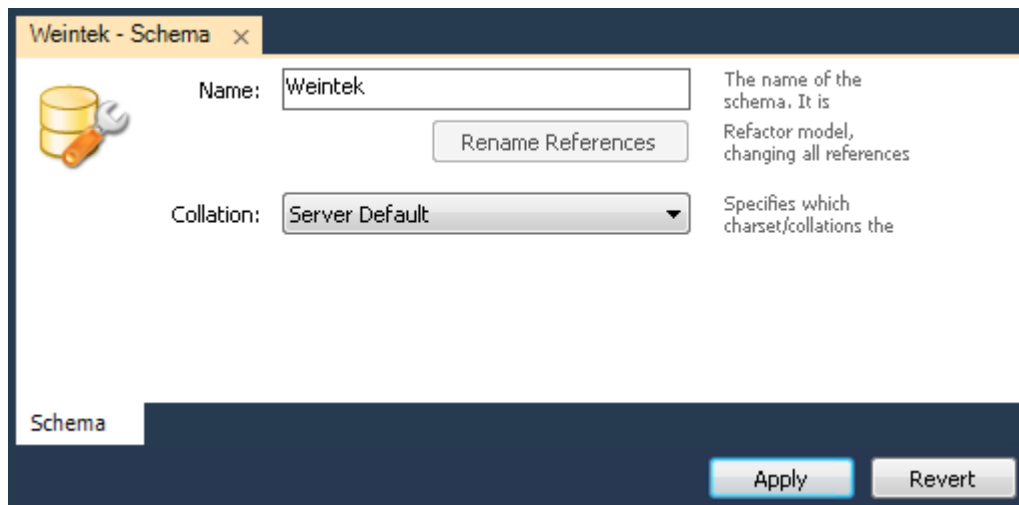 Weintek - Schema ×
Name:
Weintek
The name of the
schema. It is
Rename References
Refactor model,
changing all references
Collation:
Server Default
Specifies which
charset/collations the
Schema
Apply
Revert